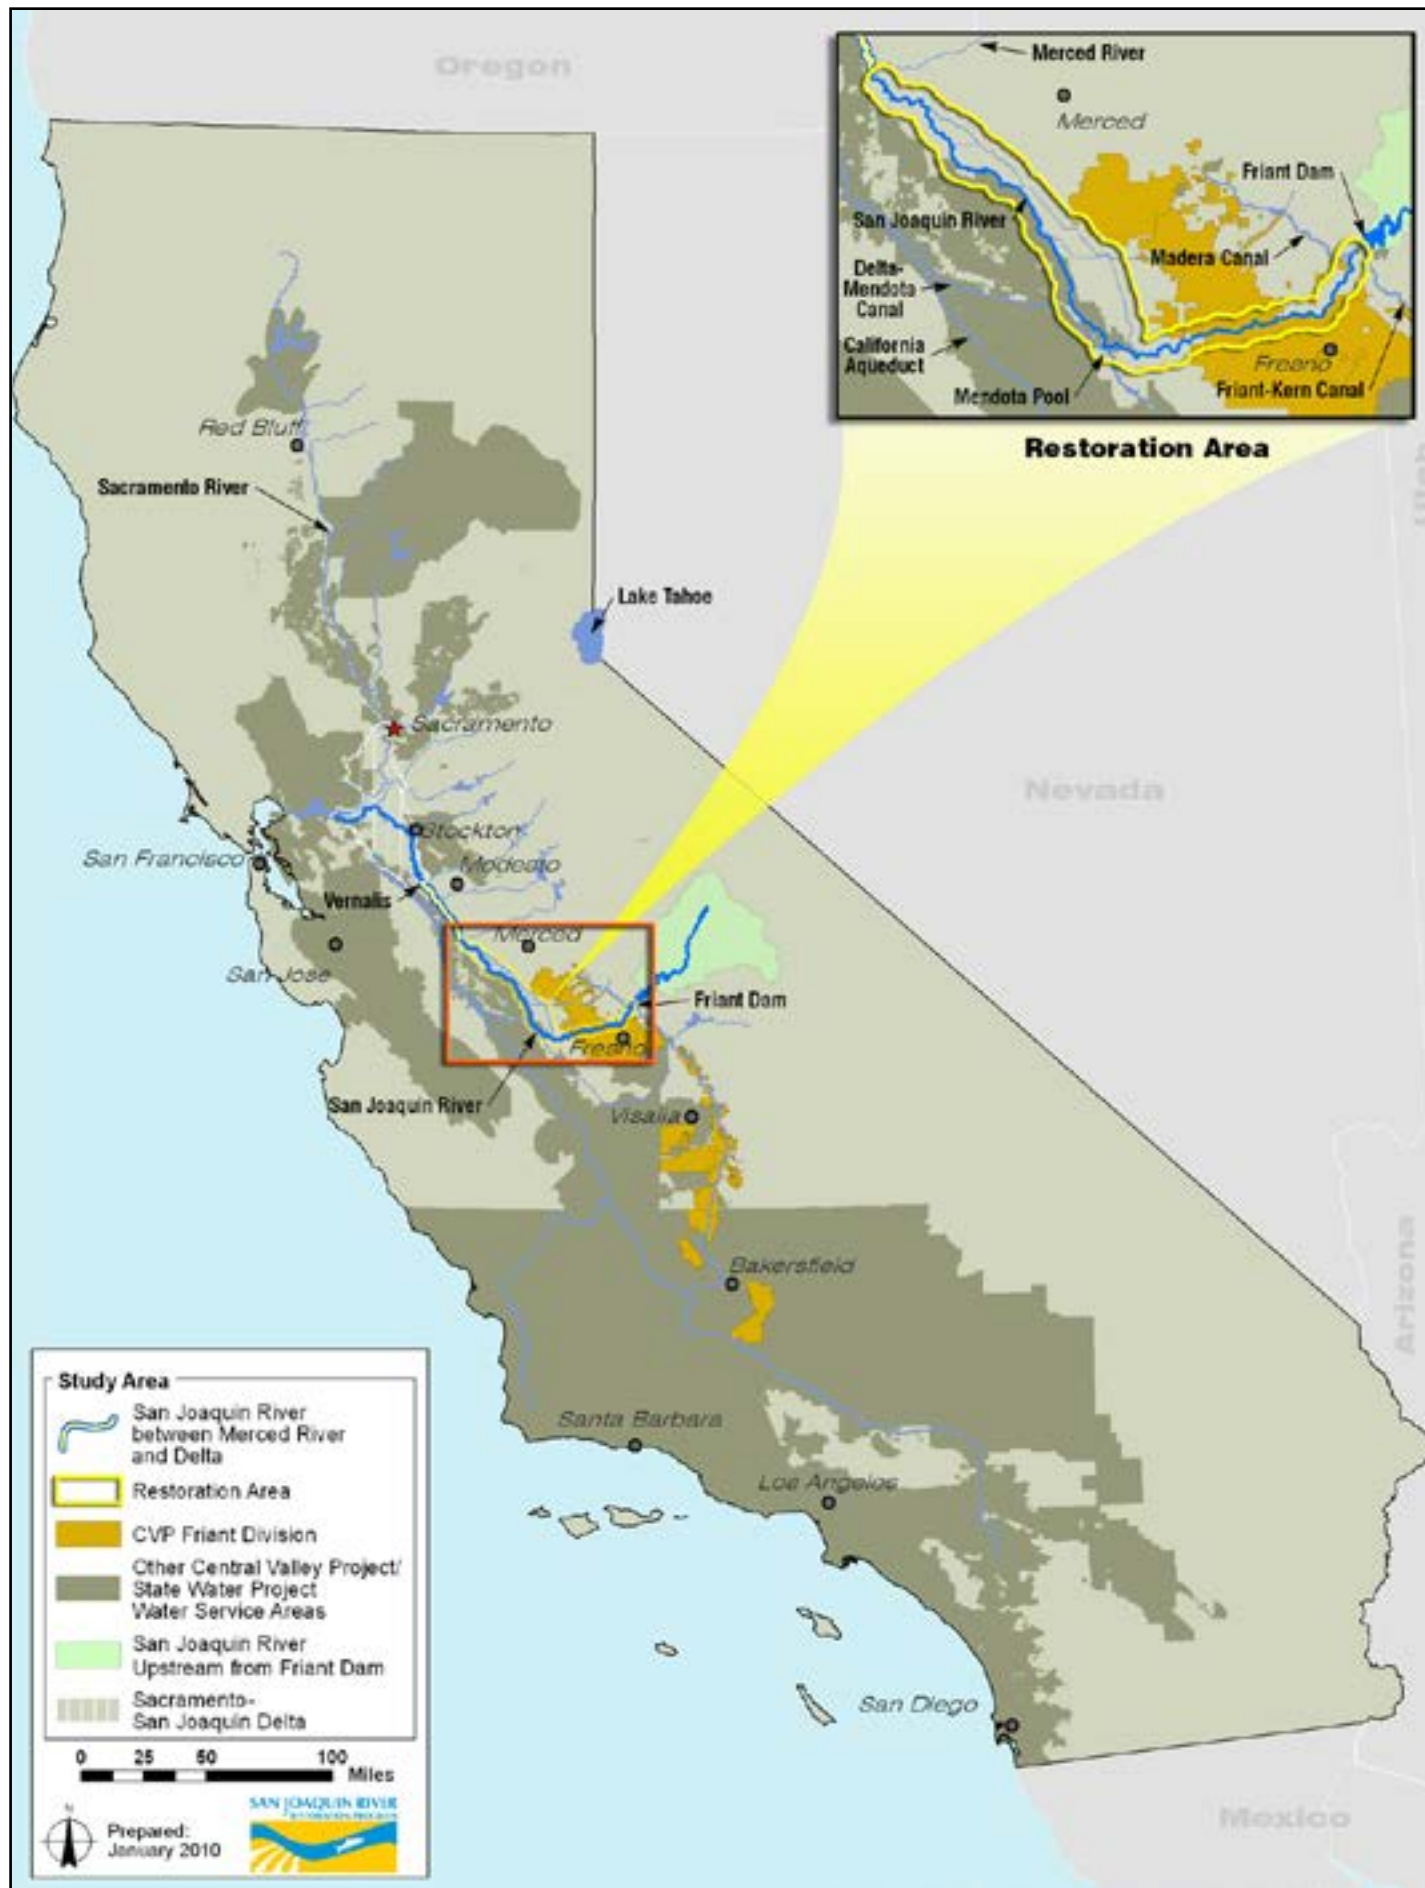 Oregon
Merced River
Merced
Friant Dam
San Joaquin River
Madera Canal
Delta-
Mendota
Canal
California
Aqueduct
Fresno
Mendota Pool
Friant-Kern Canal
Restoration Area
Utah
Red Bluff
Sacramento River
Lake Tahoe
Sacramento
Nevada
Stockton
San Francisco
Modesto
Vernalis
Merced
San Jose
Friant Dam
Fresno
San Joaquin River
Visalia
Bakersfield
Arizona
Santa Barbara
Los Angeles
San Diego
Mexico
Study Area
San Joaquin River
between Merced River
and Delta
Restoration Area
CVP Friant Division
Other Central Valley Project/
State Water Project
Water Service Areas
San Joaquin River
Upstream from Friant Dam
Sacramento-
San Joaquin Delta
0 25 50 100
Miles
N
Prepared:
January 2010
SAN JOAQUIN RIVER
RESTORATION PROGRAM